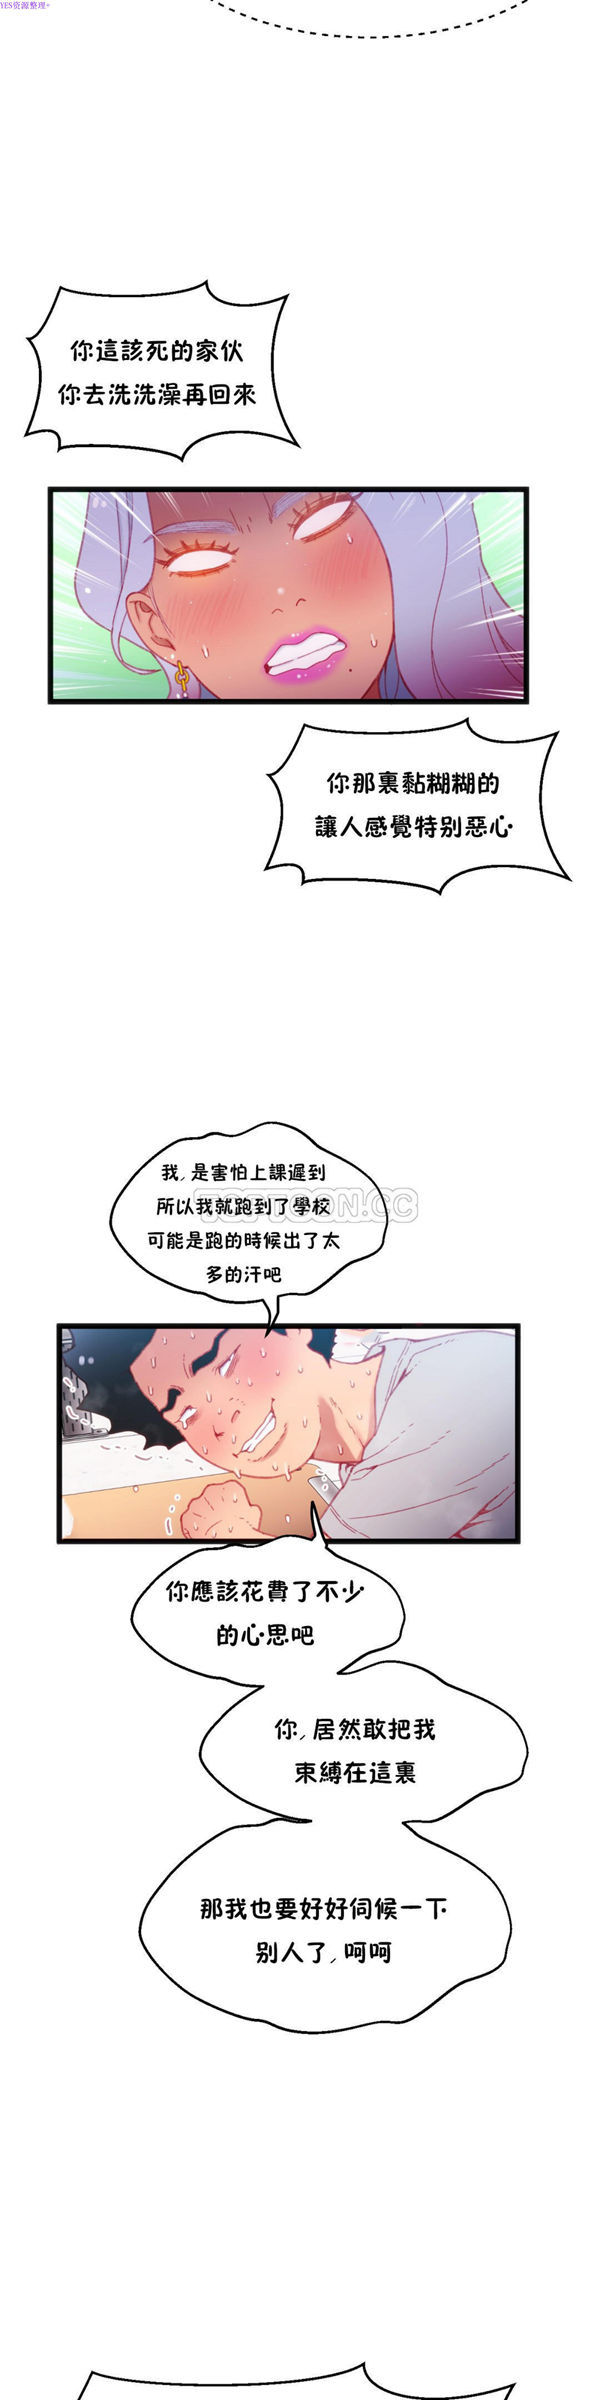 YES资源整理+
你這該死的家伙
你去洗洗澡再回來
你那裏黏糊糊的
讓人感覺特别惡心
我,是害怕上課遲到
所以我就跑到了學校
TOPTOON.CC
可能是跑的時候出了太
多的汗吧
你應該花費了不少
的心思吧
你,居然敢把我
束縛在這裏
那我也要好好伺候一下
别人了,呵呵